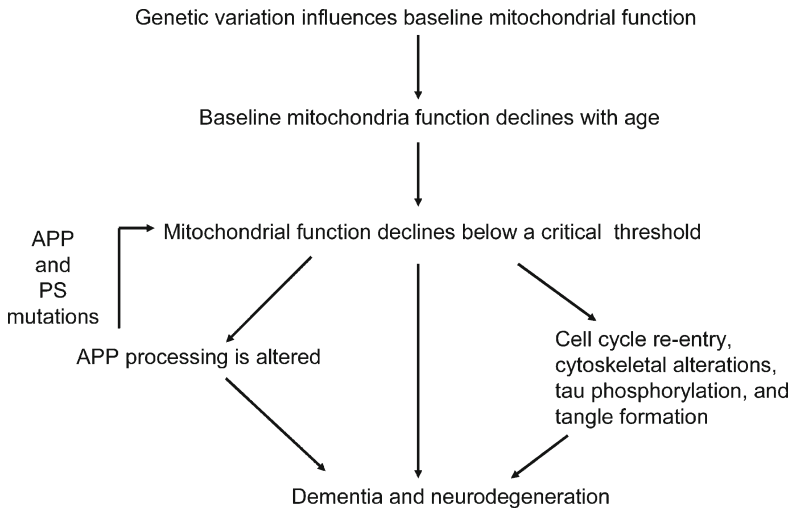 Genetic variation influences baseline mitochondrial function
Baseline mitochondria function declines with age
Mitochondrial function declines below a critical threshold
APP
and
PS
mutations
APP processing is altered
Cell cycle re-entry,
cytoskeletal alterations,
tau phosphorylation, and
tangle formation
Dementia and neurodegeneration